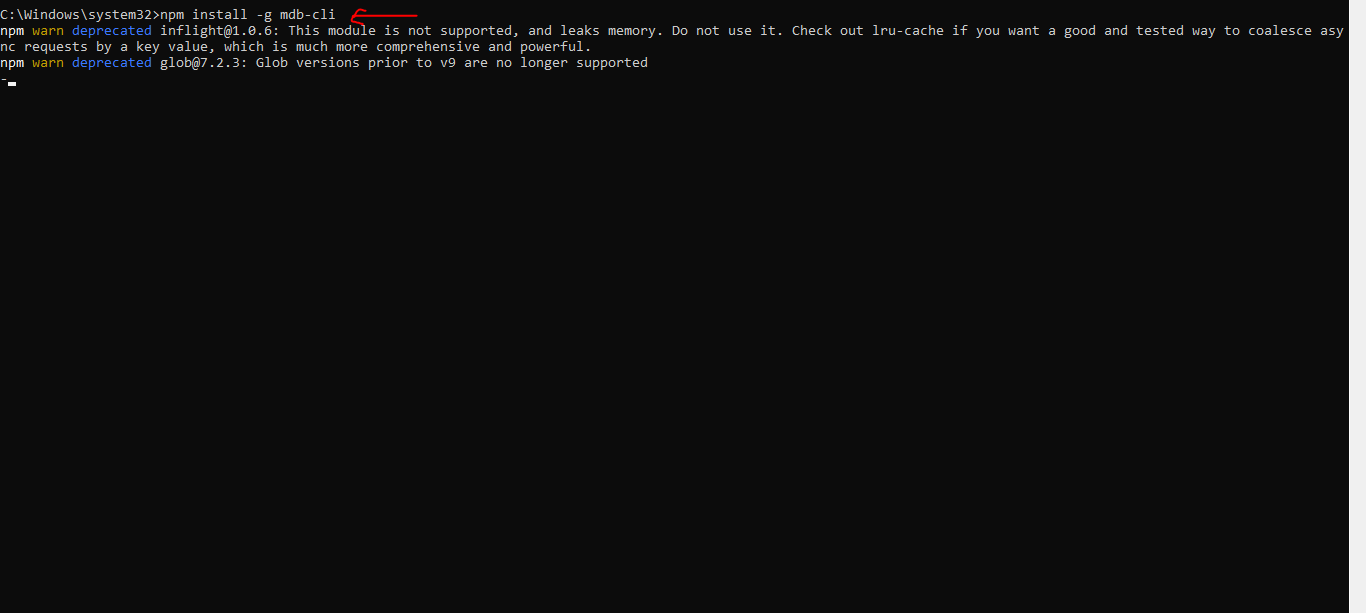 C:\Windows\system32>npm install -g mdb-cli
npm warn deprecated inflight@1.0.6: This module is not supported, and leaks memory. Do not use it. Check out lru-cache if you want a good and tested way to coalesce asy
nc requests by a key value, which is much more comprehensive and powerful.
npm warn deprecated glob@7.2.3: Glob versions prior to v9 are no longer supported
-